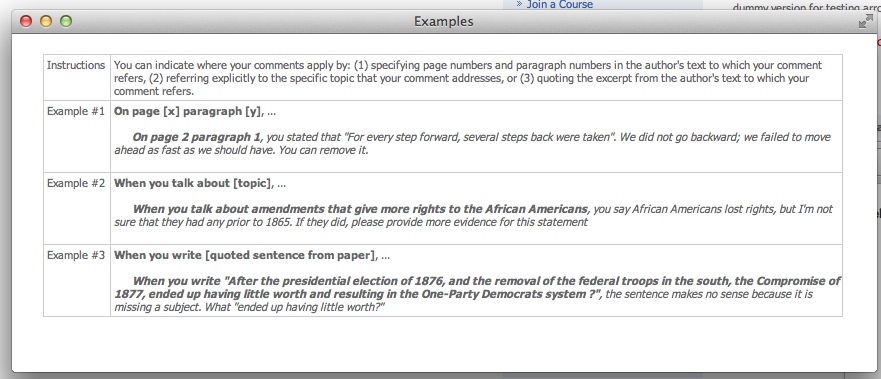 » Join a Course
dummy version for testing
Examples
Instructions
You can indicate where your comments apply by: (1) specifying page numbers and paragraph numbers in the author's text to which your comment
refers, (2) referring explicitly to the specific topic that your comment addresses, or (3) quoting the excerpt from the author's text to which your
comment refers.
Example #1
On page [x] paragraph [y], ...
On page 2 paragraph 1, you stated that "For every step forward, several steps back were taken". We did not go backward; we failed to move
ahead as fast as we should have. You can remove it.
Example #2
When you talk about [topic], ...
When you talk about amendments that give more rights to the African Americans, you say African Americans lost rights, but I'm not
sure that they had any prior to 1865. If they did, please provide more evidence for this statement
Example #3
When you write [quoted sentence from paper], ...
When you write "After the presidential election of 1876, and the removal of the federal troops in the south, the Compromise of
1877, ended up having little worth and resulting in the One-Party Democrats system ?", the sentence makes no sense because it is
missing a subject. What "ended up having little worth?"